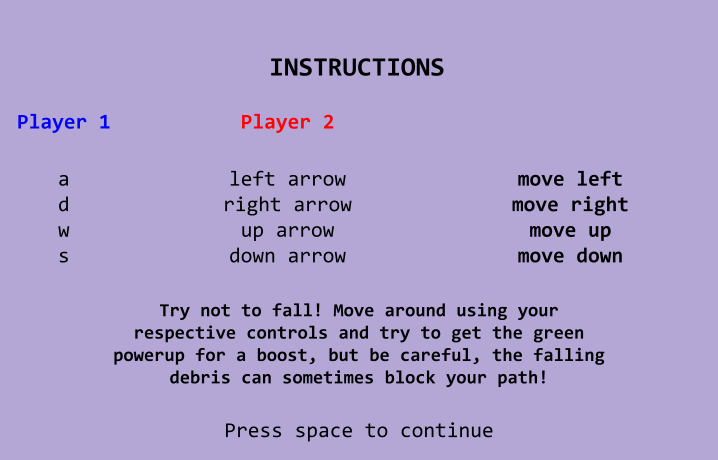 INSTRUCTIONS
Player 1 Player 2
a left arrow move left
d right arrow move right
w up arrow move up
s down arrow move down
Try not to fall! Move around using your
respective controls and try to get the green
powerup for a boost, but be careful, the falling
debris can sometimes block your path!
Press space to continue